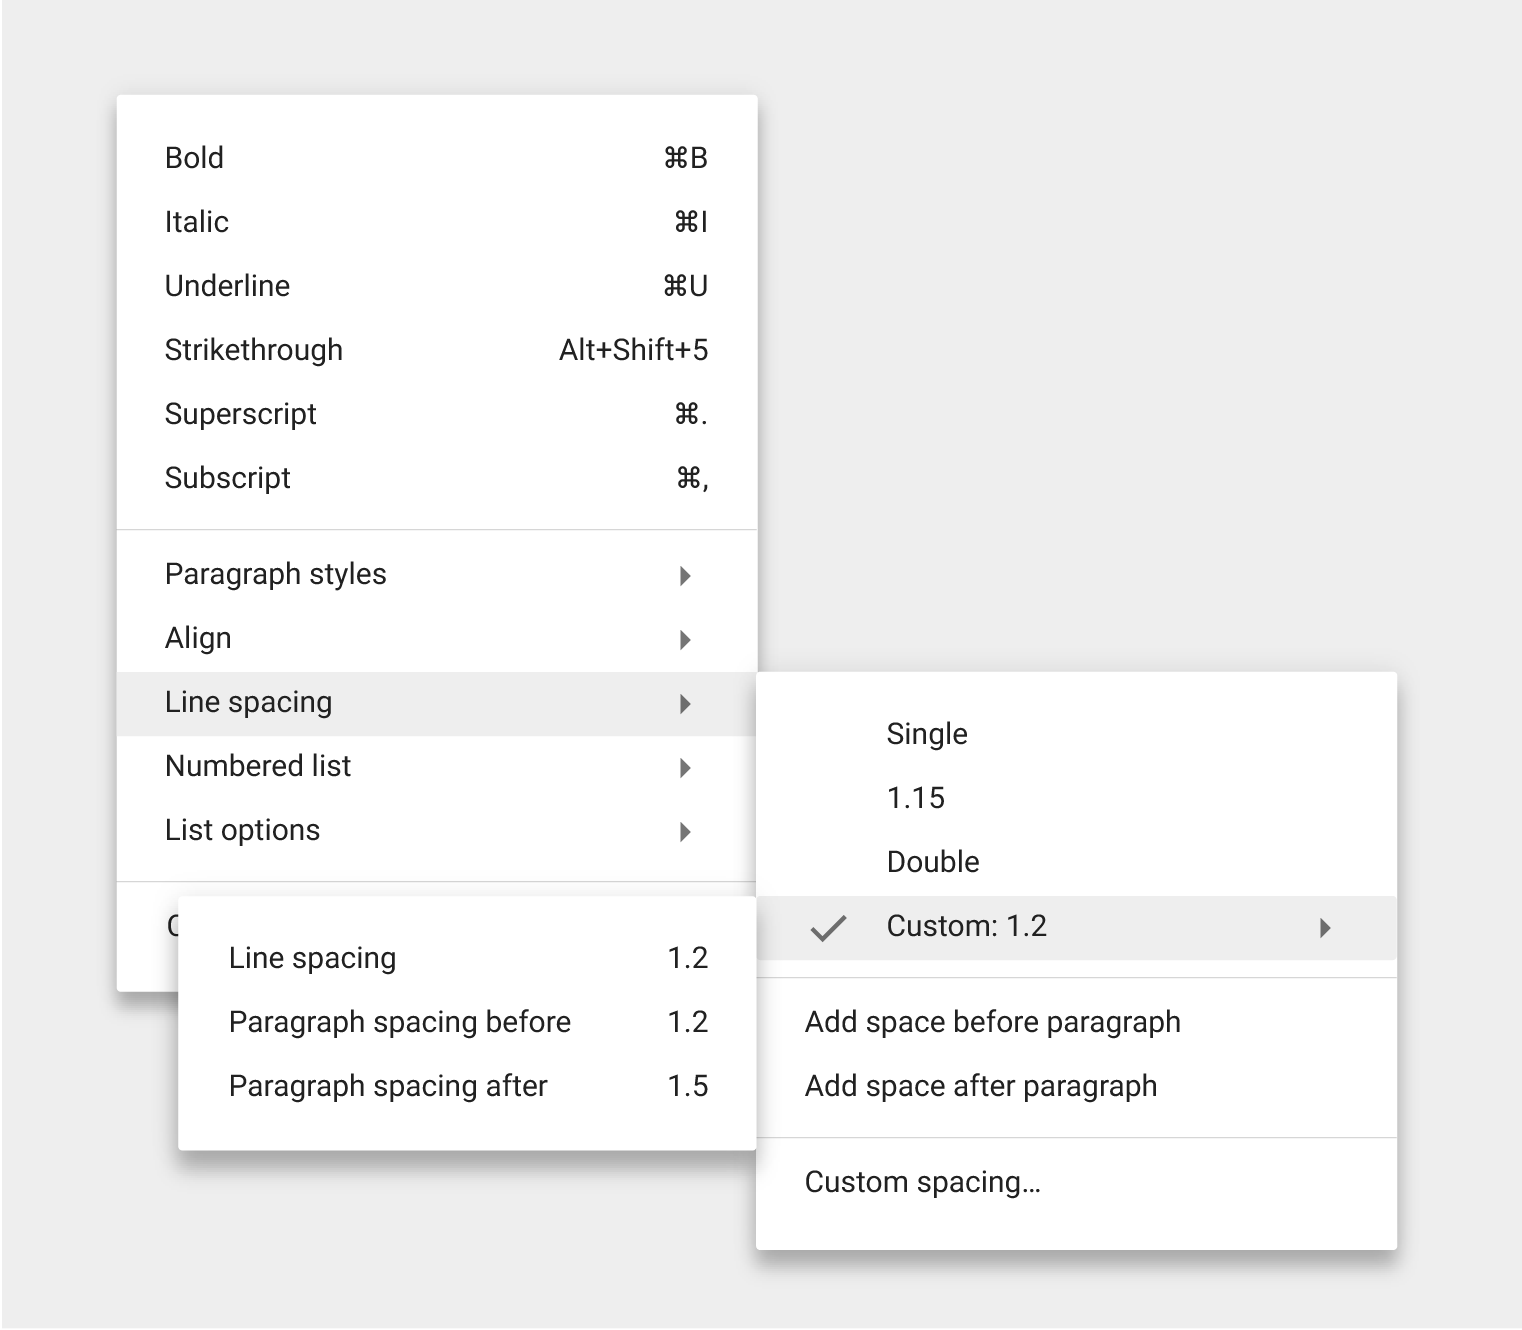 Bold ⌘B
Italic ⌘I
Underline ⌘U
Strikethrough Alt+Shift+5
Superscript ⌘.
Subscript ⌘,
Paragraph styles
Align
Line spacing
Numbered list
List options
Single
1.15
Double
Custom: 1.2
Add space before paragraph
Add space after paragraph
Custom spacing...
Line spacing 1.2
Paragraph spacing before 1.2
Paragraph spacing after 1.5